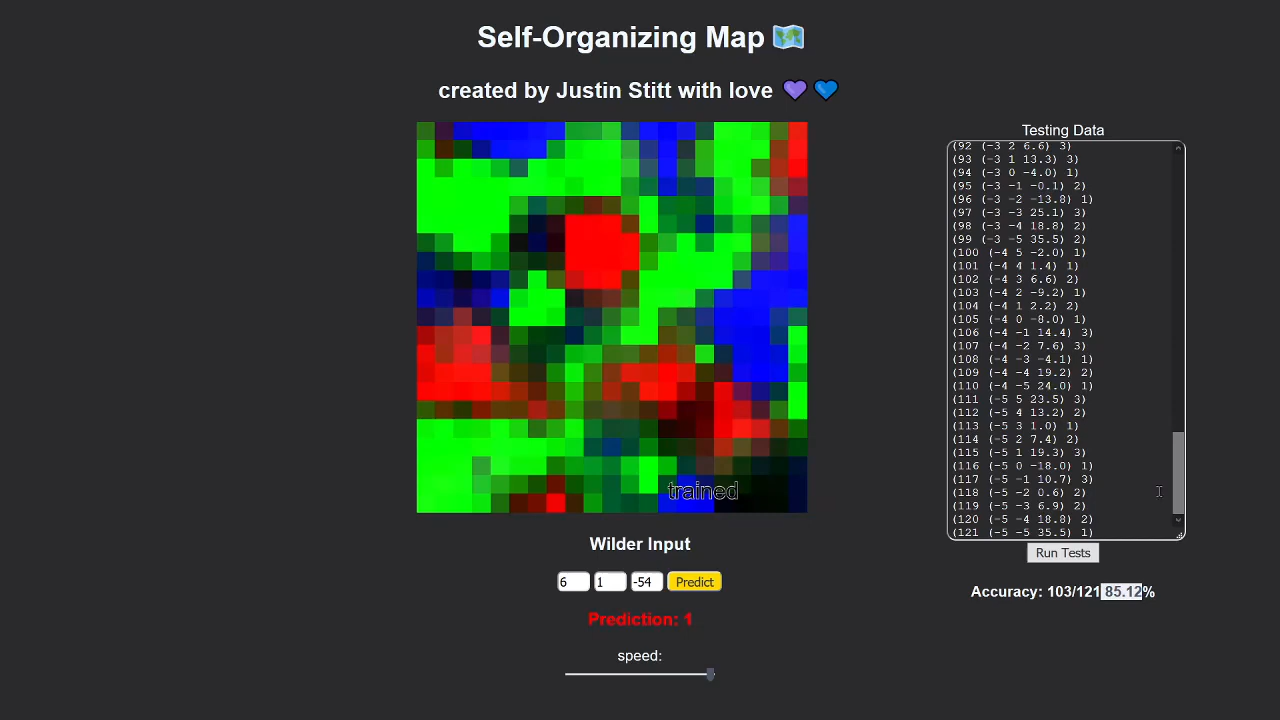 Self-Organizing Map 🗺️
created by Justin Stitt with love 💜 💙
Testing Data
(92 (-3 2 6.6) 3)
(93 (-3 1 13.3) 3)
(94 (-3 0 -4.0) 1)
(95 (-3 -1 -0.1) 2)
(96 (-3 -2 -13.8) 1)
(97 (-3 -3 25.1) 3)
(98 (-3 -4 18.8) 2)
(99 (-3 -5 35.5) 2)
(100 (-4 5 -2.0) 1)
(101 (-4 4 1.4) 1)
(102 (-4 3 6.6) 2)
(103 (-4 2 -9.2) 1)
(104 (-4 1 2.2) 2)
(105 (-4 0 -8.0) 1)
(106 (-4 -1 14.4) 3)
(107 (-4 -2 7.6) 3)
(108 (-4 -3 -4.1) 1)
(109 (-4 -4 19.2) 2)
(110 (-4 -5 24.0) 1)
(111 (-5 5 23.5) 3)
(112 (-5 4 13.2) 2)
(113 (-5 3 1.0) 1)
(114 (-5 2 7.4) 2)
(115 (-5 1 19.3) 3)
(116 (-5 0 -18.0) 1)
(117 (-5 -1 10.7) 3)
(118 (-5 -2 0.6) 2)
(119 (-5 -3 6.9) 2)
(120 (-5 -4 18.8) 2)
(121 (-5 -5 35.5) 1)
trained
Run Tests
Accuracy: 103/121 85.12%
Wilder Input
6 1 -54 Predict
Prediction: 1
speed: